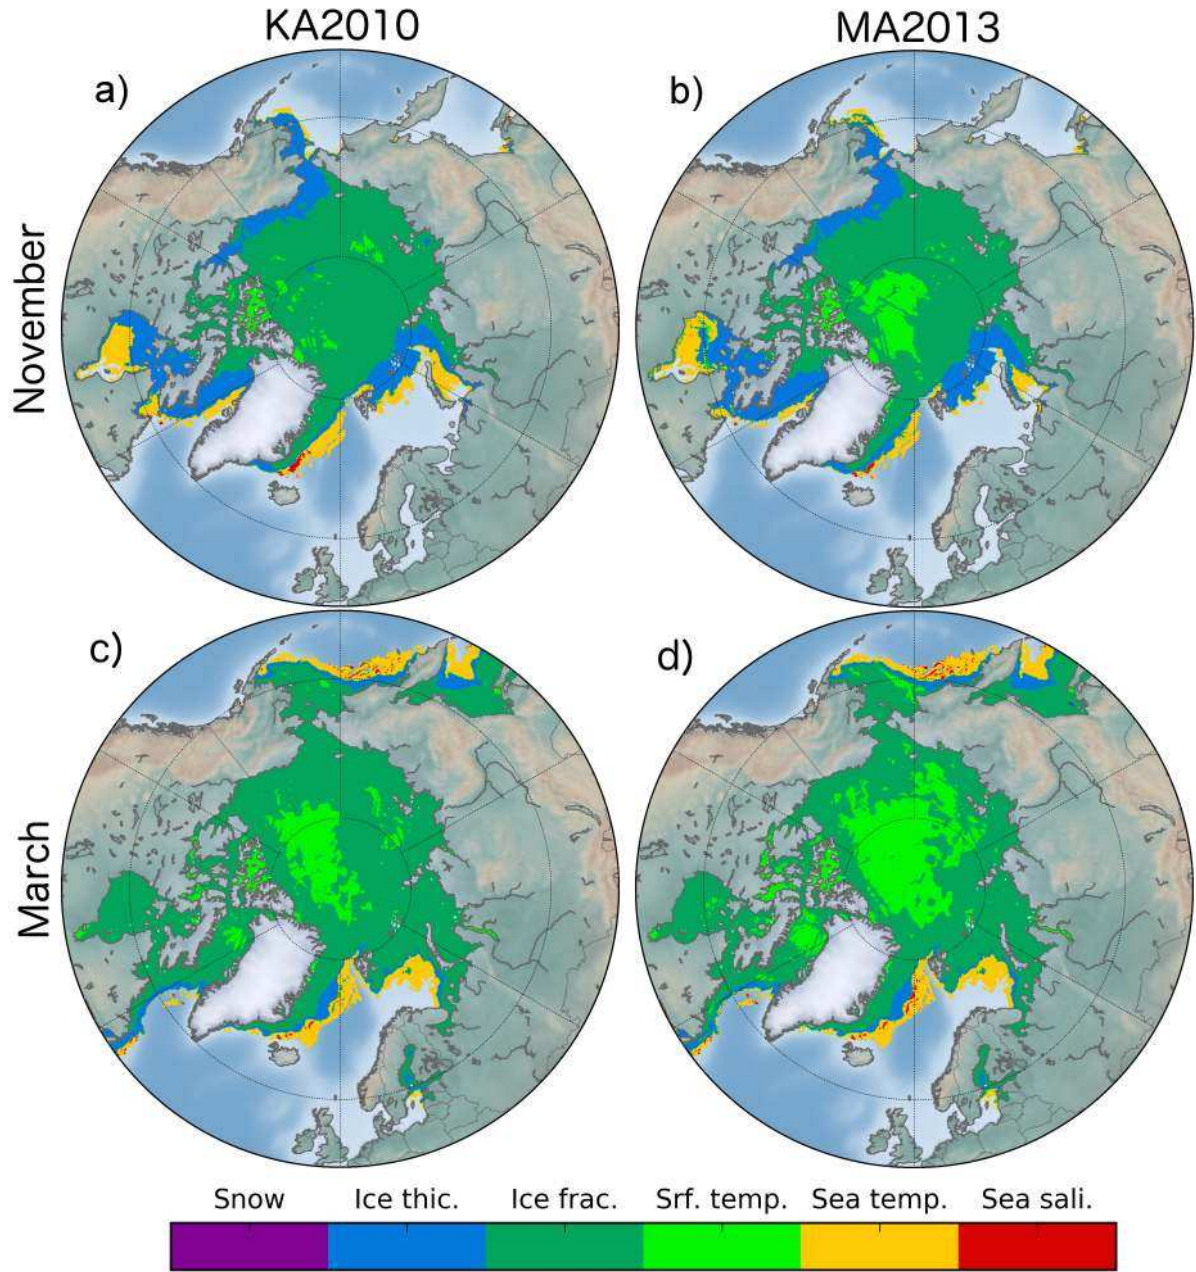 KA2010 MA2013
a) b)
November
c) d)
March
Snow Ice thic. Ice frac. Srf. temp. Sea temp. Sea sali.